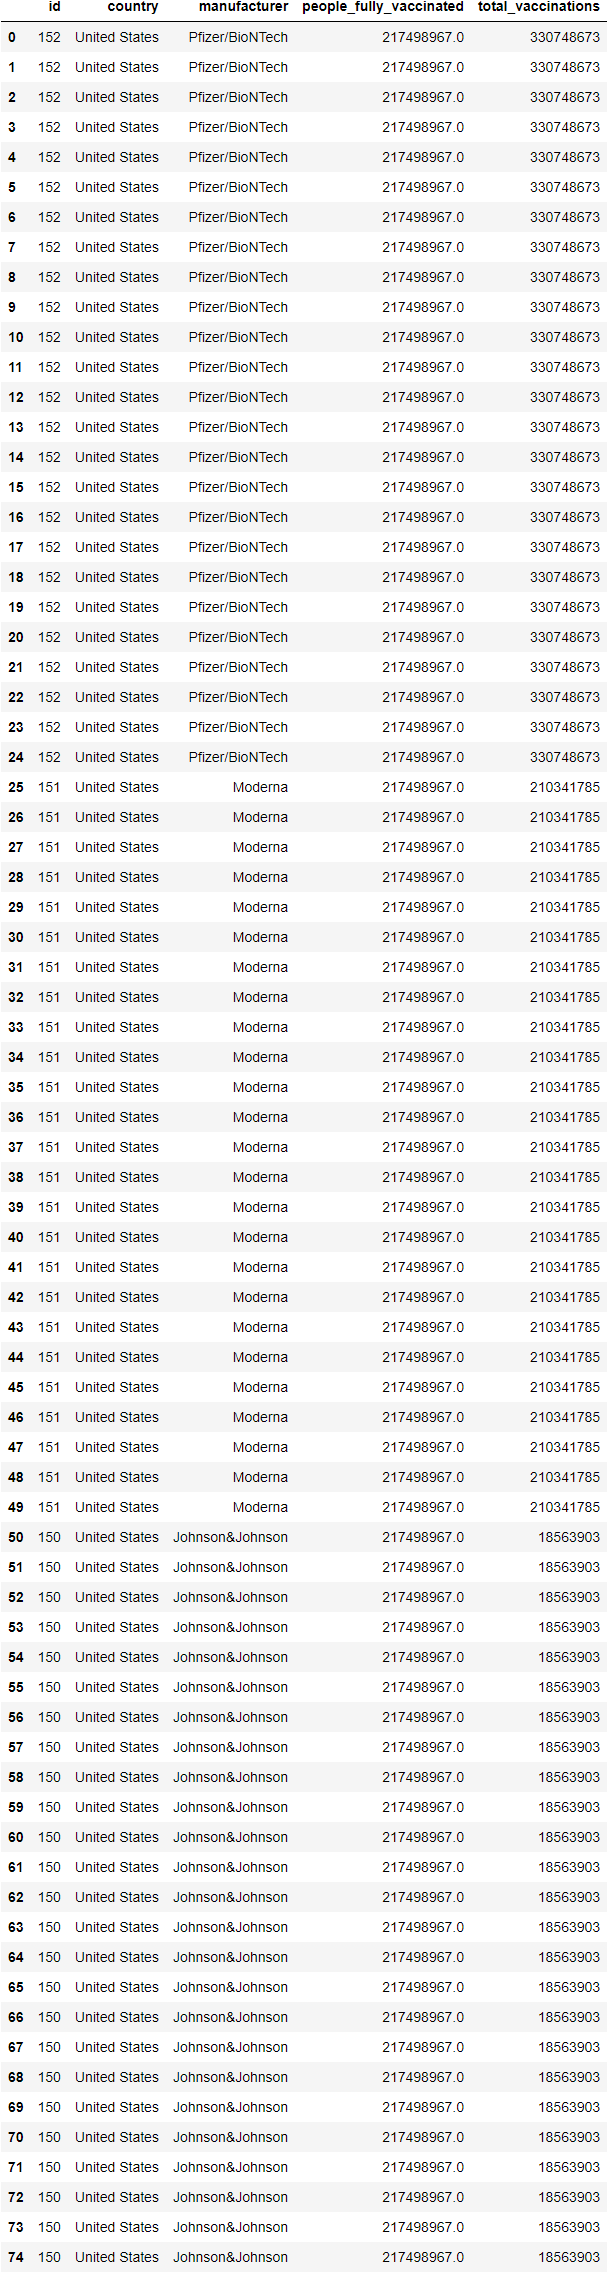 id country manufacturer people_fully_vaccinated total_vaccinations
0 152 United States Pfizer/BioNTech 217498967.0 330748673
1 152 United States Pfizer/BioNTech 217498967.0 330748673
2 152 United States Pfizer/BioNTech 217498967.0 330748673
3 152 United States Pfizer/BioNTech 217498967.0 330748673
4 152 United States Pfizer/BioNTech 217498967.0 330748673
5 152 United States Pfizer/BioNTech 217498967.0 330748673
6 152 United States Pfizer/BioNTech 217498967.0 330748673
7 152 United States Pfizer/BioNTech 217498967.0 330748673
8 152 United States Pfizer/BioNTech 217498967.0 330748673
9 152 United States Pfizer/BioNTech 217498967.0 330748673
10 152 United States Pfizer/BioNTech 217498967.0 330748673
11 152 United States Pfizer/BioNTech 217498967.0 330748673
12 152 United States Pfizer/BioNTech 217498967.0 330748673
13 152 United States Pfizer/BioNTech 217498967.0 330748673
14 152 United States Pfizer/BioNTech 217498967.0 330748673
15 152 United States Pfizer/BioNTech 217498967.0 330748673
16 152 United States Pfizer/BioNTech 217498967.0 330748673
17 152 United States Pfizer/BioNTech 217498967.0 330748673
18 152 United States Pfizer/BioNTech 217498967.0 330748673
19 152 United States Pfizer/BioNTech 217498967.0 330748673
20 152 United States Pfizer/BioNTech 217498967.0 330748673
21 152 United States Pfizer/BioNTech 217498967.0 330748673
22 152 United States Pfizer/BioNTech 217498967.0 330748673
23 152 United States Pfizer/BioNTech 217498967.0 330748673
24 152 United States Pfizer/BioNTech 217498967.0 330748673
25 151 United States Moderna 217498967.0 210341785
26 151 United States Moderna 217498967.0 210341785
27 151 United States Moderna 217498967.0 210341785
28 151 United States Moderna 217498967.0 210341785
29 151 United States Moderna 217498967.0 210341785
30 151 United States Moderna 217498967.0 210341785
31 151 United States Moderna 217498967.0 210341785
32 151 United States Moderna 217498967.0 210341785
33 151 United States Moderna 217498967.0 210341785
34 151 United States Moderna 217498967.0 210341785
35 151 United States Moderna 217498967.0 210341785
36 151 United States Moderna 217498967.0 210341785
37 151 United States Moderna 217498967.0 210341785
38 151 United States Moderna 217498967.0 210341785
39 151 United States Moderna 217498967.0 210341785
40 151 United States Moderna 217498967.0 210341785
41 151 United States Moderna 217498967.0 210341785
42 151 United States Moderna 217498967.0 210341785
43 151 United States Moderna 217498967.0 210341785
44 151 United States Moderna 217498967.0 210341785
45 151 United States Moderna 217498967.0 210341785
46 151 United States Moderna 217498967.0 210341785
47 151 United States Moderna 217498967.0 210341785
48 151 United States Moderna 217498967.0 210341785
49 151 United States Moderna 217498967.0 210341785
50 150 United States Johnson&Johnson 217498967.0 18563903
51 150 United States Johnson&Johnson 217498967.0 18563903
52 150 United States Johnson&Johnson 217498967.0 18563903
53 150 United States Johnson&Johnson 217498967.0 18563903
54 150 United States Johnson&Johnson 217498967.0 18563903
55 150 United States Johnson&Johnson 217498967.0 18563903
56 150 United States Johnson&Johnson 217498967.0 18563903
57 150 United States Johnson&Johnson 217498967.0 18563903
58 150 United States Johnson&Johnson 217498967.0 18563903
59 150 United States Johnson&Johnson 217498967.0 18563903
60 150 United States Johnson&Johnson 217498967.0 18563903
61 150 United States Johnson&Johnson 217498967.0 18563903
62 150 United States Johnson&Johnson 217498967.0 18563903
63 150 United States Johnson&Johnson 217498967.0 18563903
64 150 United States Johnson&Johnson 217498967.0 18563903
65 150 United States Johnson&Johnson 217498967.0 18563903
66 150 United States Johnson&Johnson 217498967.0 18563903
67 150 United States Johnson&Johnson 217498967.0 18563903
68 150 United States Johnson&Johnson 217498967.0 18563903
69 150 United States Johnson&Johnson 217498967.0 18563903
70 150 United States Johnson&Johnson 217498967.0 18563903
71 150 United States Johnson&Johnson 217498967.0 18563903
72 150 United States Johnson&Johnson 217498967.0 18563903
73 150 United States Johnson&Johnson 217498967.0 18563903
74 150 United States Johnson&Johnson 217498967.0 18563903